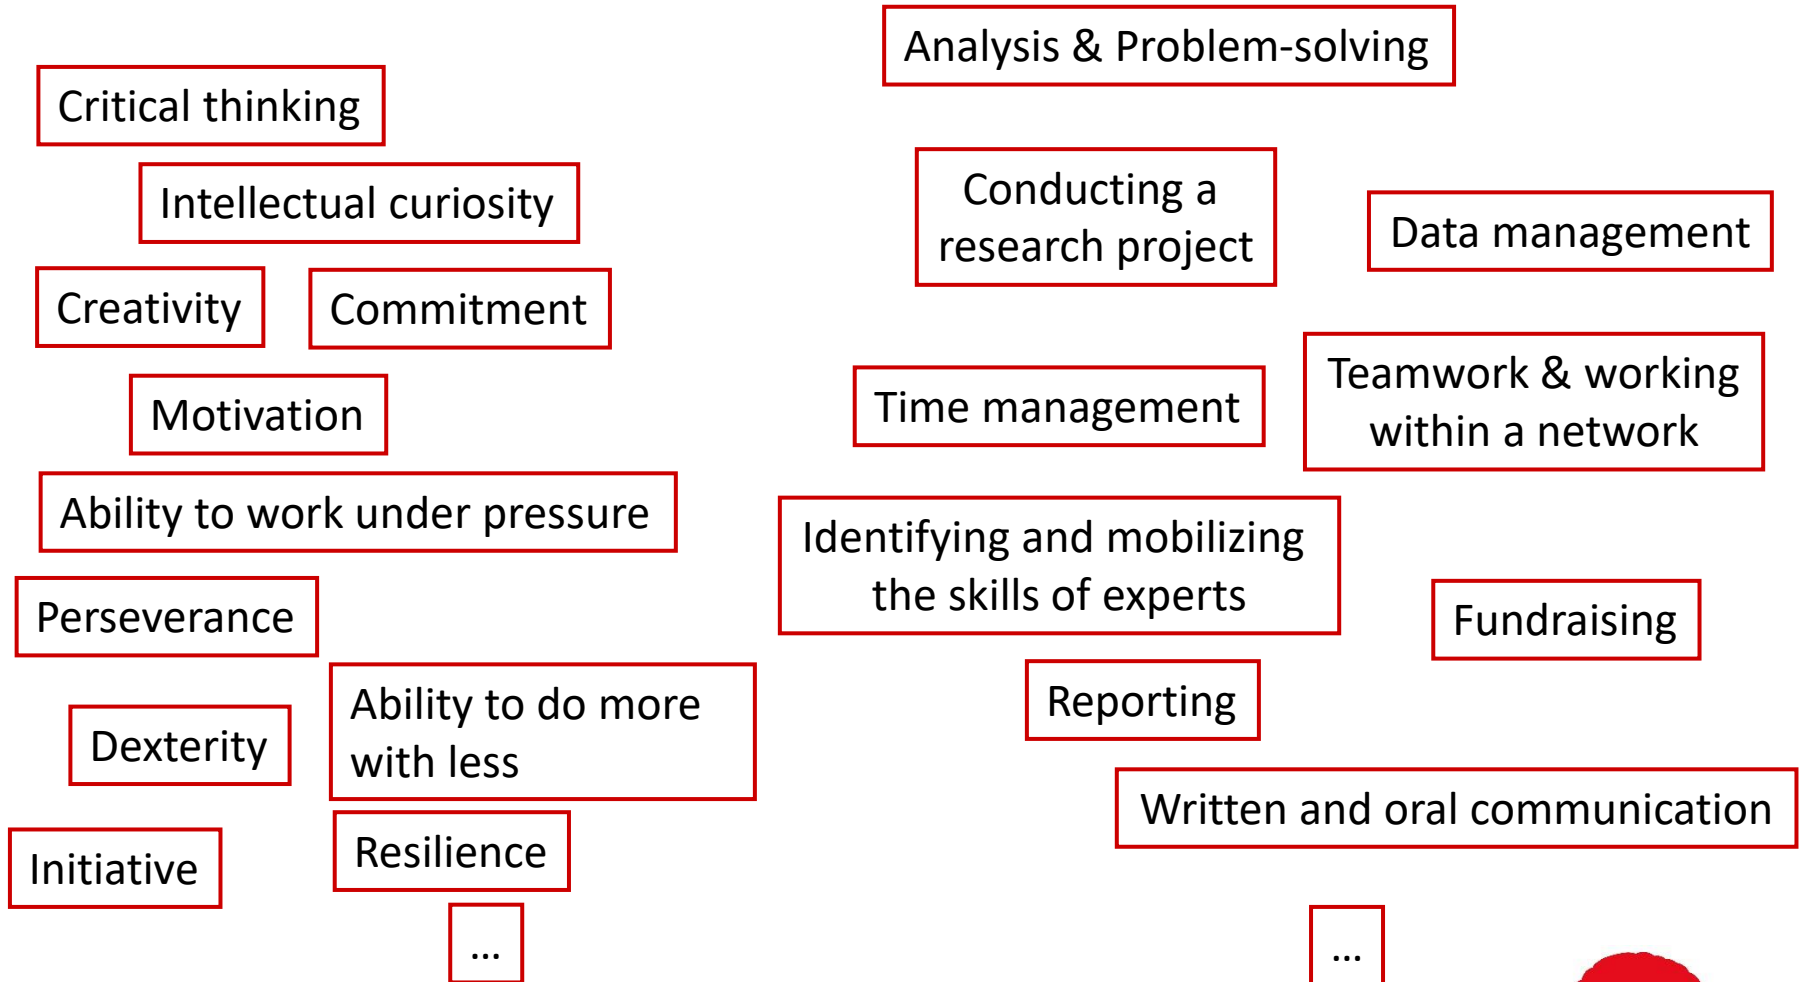 Critical thinking
Intellectual curiosity
Creativity
Commitment
Motivation
Ability to work under pressure
Perseverance
Dexterity
Ability to do more
with less
Initiative
Resilience
...
Analysis & Problem-solving
Conducting a
research project
Data management
Time management
Teamwork & working
within a network
Identifying and mobilizing
the skills of experts
Fundraising
Reporting
Written and oral communication
...